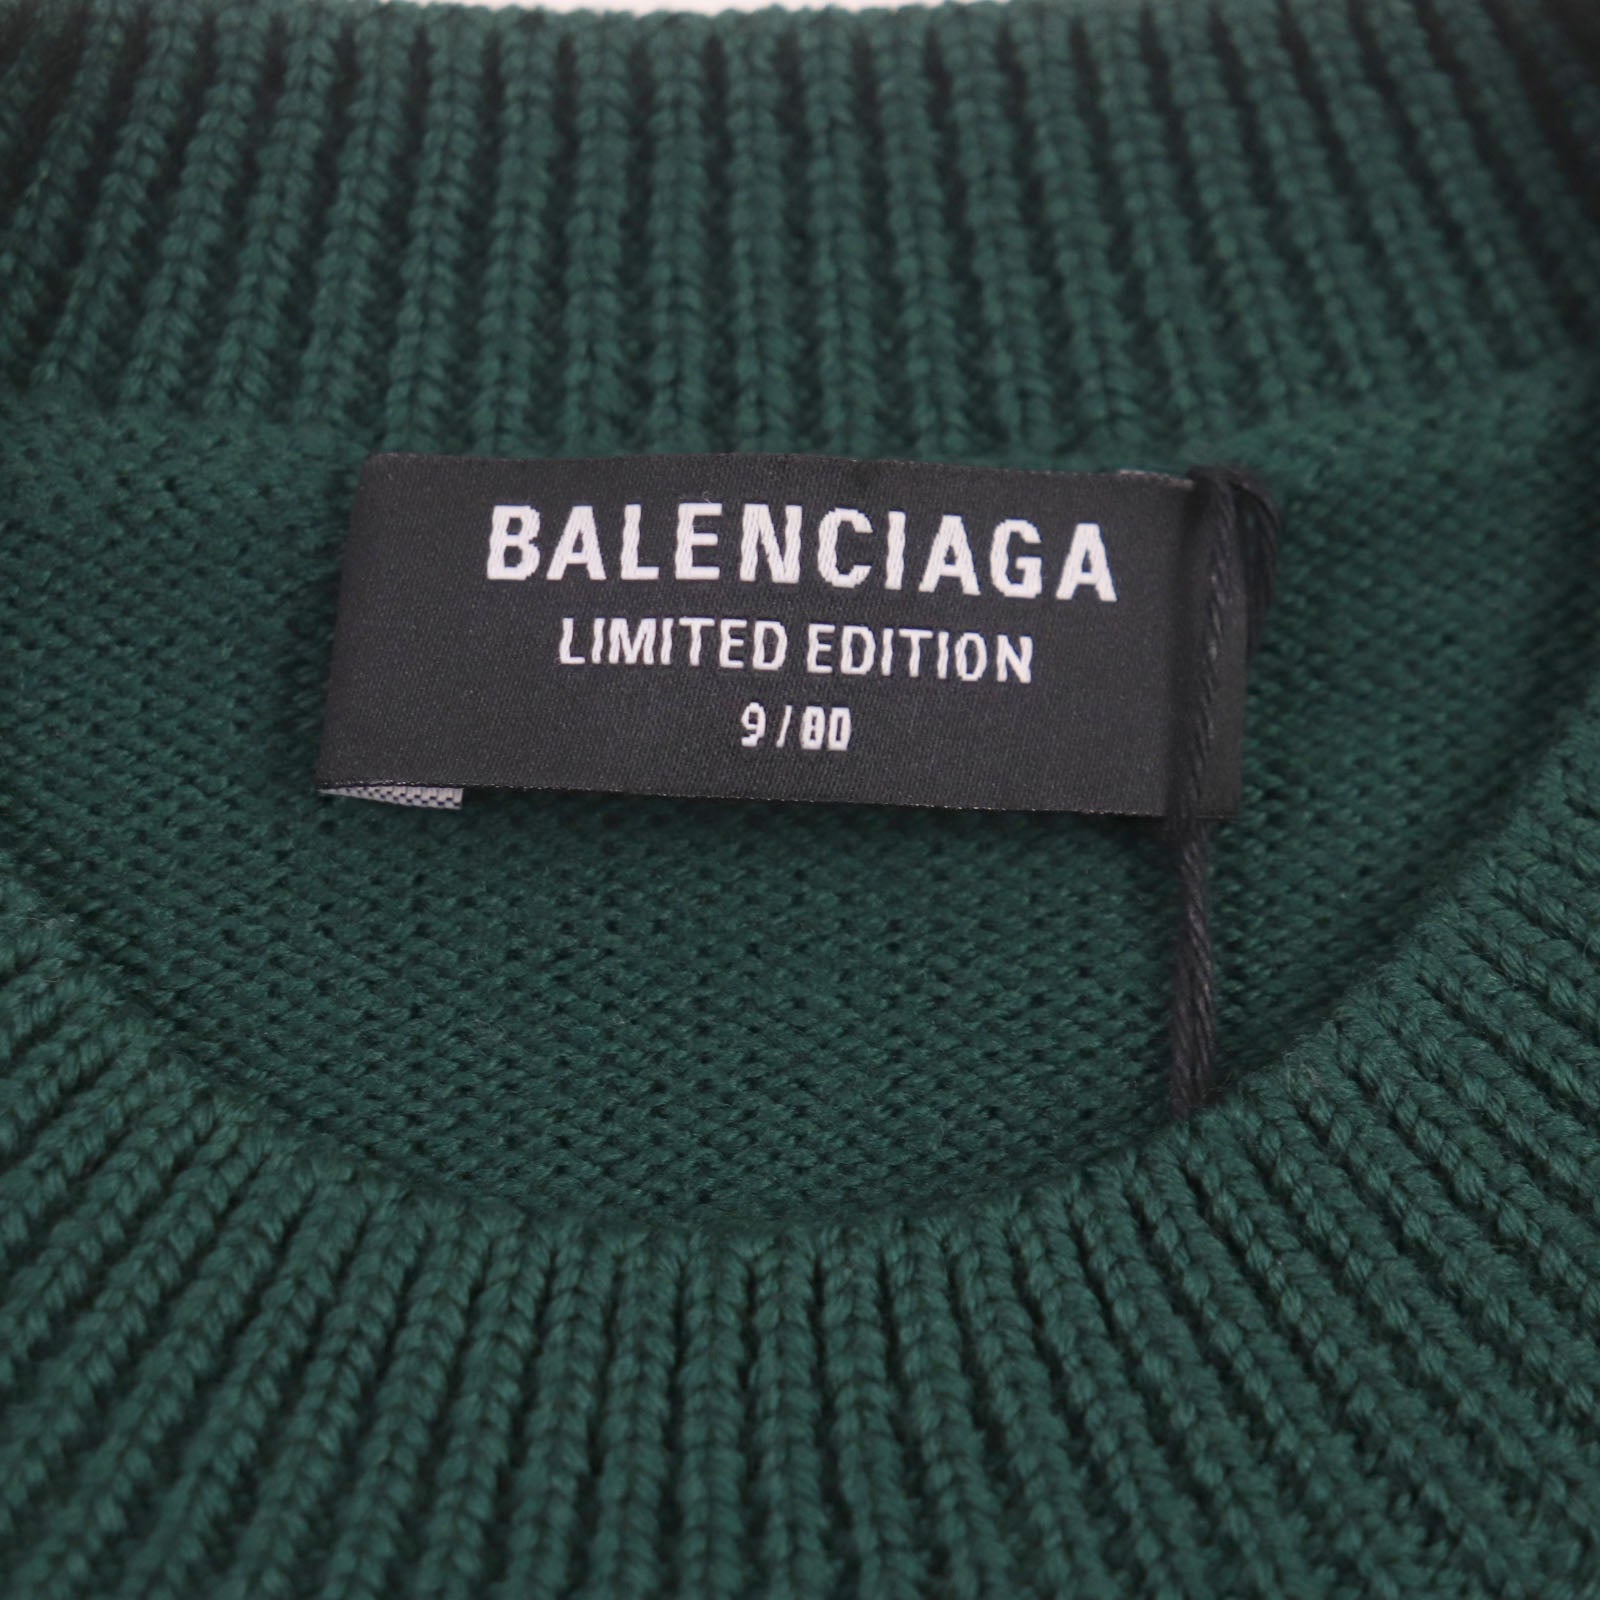 BALENCIAGA
LIMITED EDITION
9/80